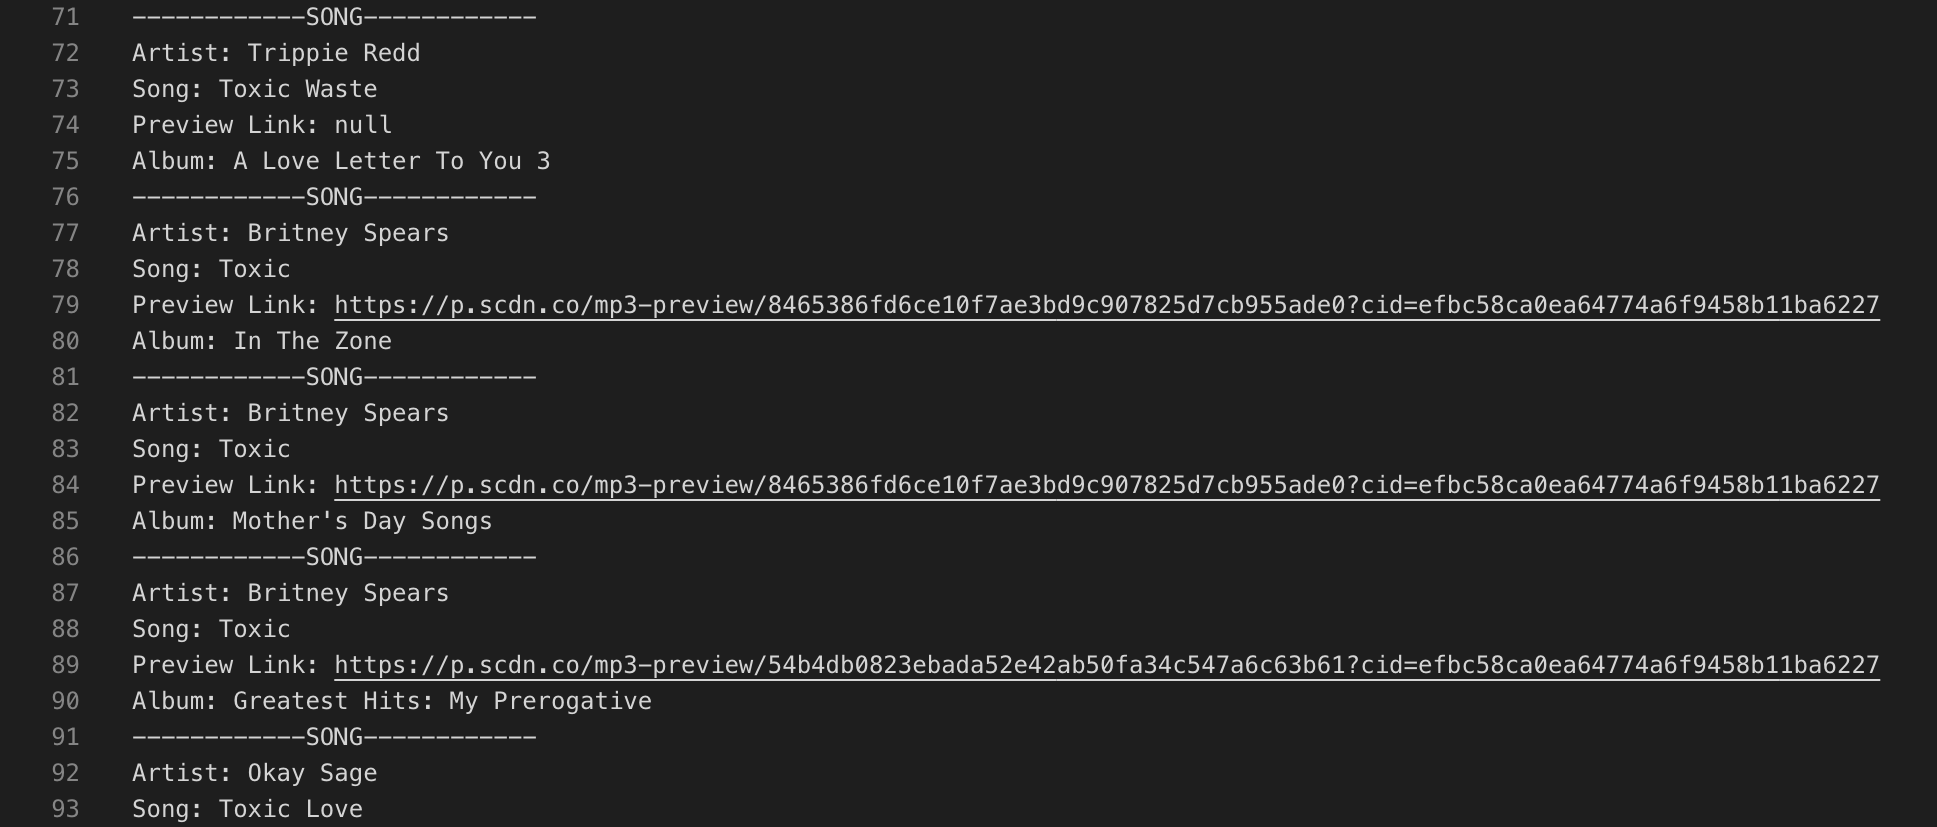 71 ------------SONG------------
72 Artist: Trippie Redd
73 Song: Toxic Waste
74 Preview Link: null
75 Album: A Love Letter To You 3
76 ------------SONG------------
77 Artist: Britney Spears
78 Song: Toxic
79 Preview Link: https://p.scdn.co/mp3-preview/8465386fd6ce10f7ae3bd9c907825d7cb955ade0?cid=efbc58ca0ea64774a6f9458b11ba6227
80 Album: In The Zone
81 ------------SONG------------
82 Artist: Britney Spears
83 Song: Toxic
84 Preview Link: https://p.scdn.co/mp3-preview/8465386fd6ce10f7ae3bd9c907825d7cb955ade0?cid=efbc58ca0ea64774a6f9458b11ba6227
85 Album: Mother's Day Songs
86 ------------SONG------------
87 Artist: Britney Spears
88 Song: Toxic
89 Preview Link: https://p.scdn.co/mp3-preview/54b4db0823ebada52e42ab50fa34c547a6c63b61?cid=efbc58ca0ea64774a6f9458b11ba6227
90 Album: Greatest Hits: My Prerogative
91 ------------SONG------------
92 Artist: Okay Sage
93 Song: Toxic Love